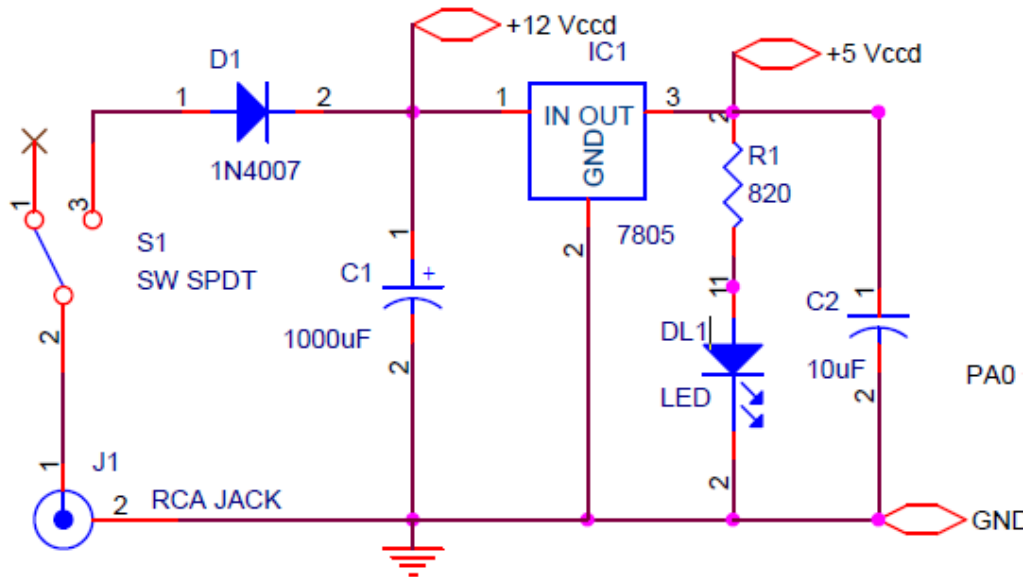 +12 Vccd
D1
IC1
+5 Vccd
1
2
1
3
IN OUT
GND
2
1N4007
R1
820
1
3
S1
SW SPDT
7805
2
1
C1
+
1000uF
2
1
1
DL1
LED
C2
1
10uF
2
PA0
2
1
J1
2
RCA JACK
2
GND